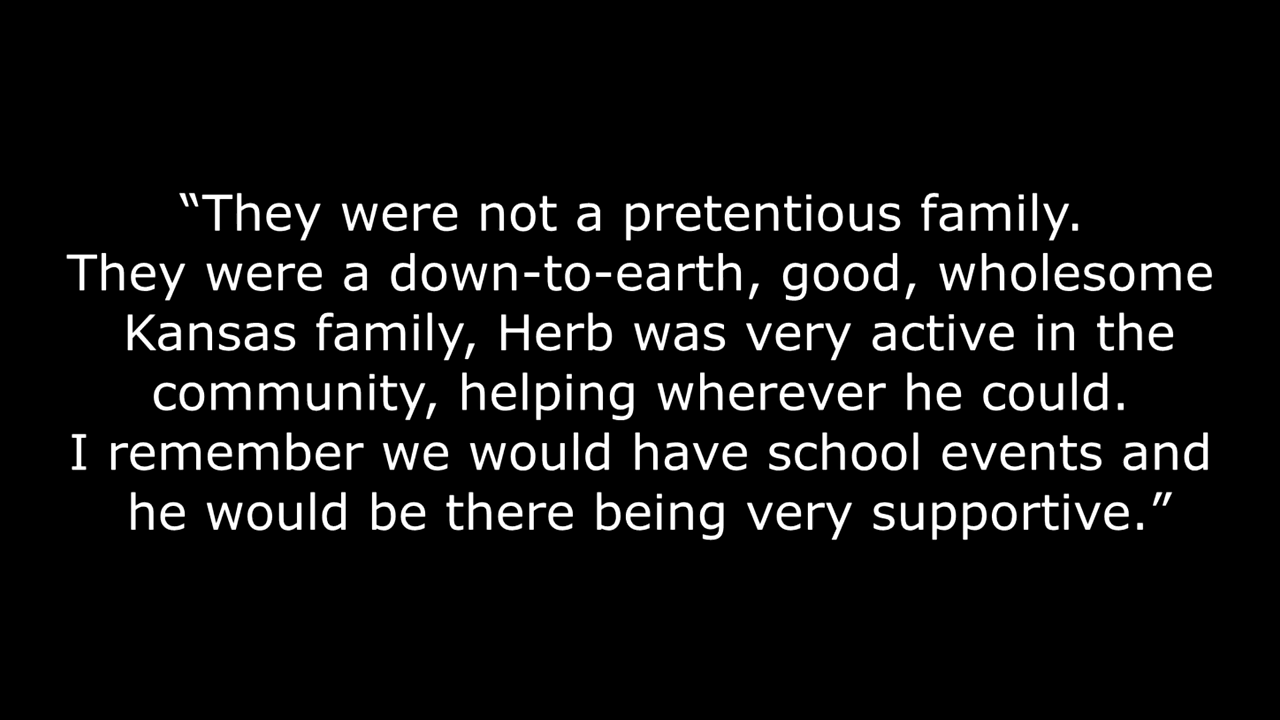 “They were not a pretentious family.
They were a down-to-earth, good, wholesome
Kansas family, Herb was very active in the
community, helping wherever he could.
I remember we would have school events and
he would be there being very supportive.”